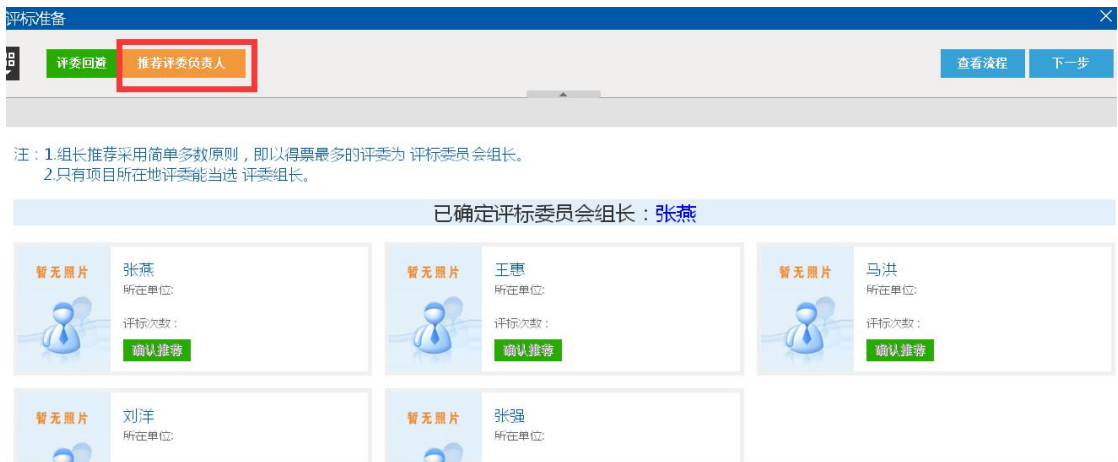 评标准备
评委回避 推荐评委负责人 查看流程 下一步
注：1.组长推荐采用简单多数原则，即以得票最多的评委为 评标委员会组长。
2.只有项目所在地评委能当选 评委组长。
已确定评标委员会组长：张燕
暂无照片 张燕 暂无照片 王惠 暂无照片 马洪
所在单位: 所在单位: 所在单位:
评标次数： 评标次数： 评标次数：
确认推荐 确认推荐 确认推荐
暂无照片 刘洋 暂无照片 张强
所在单位: 所在单位: